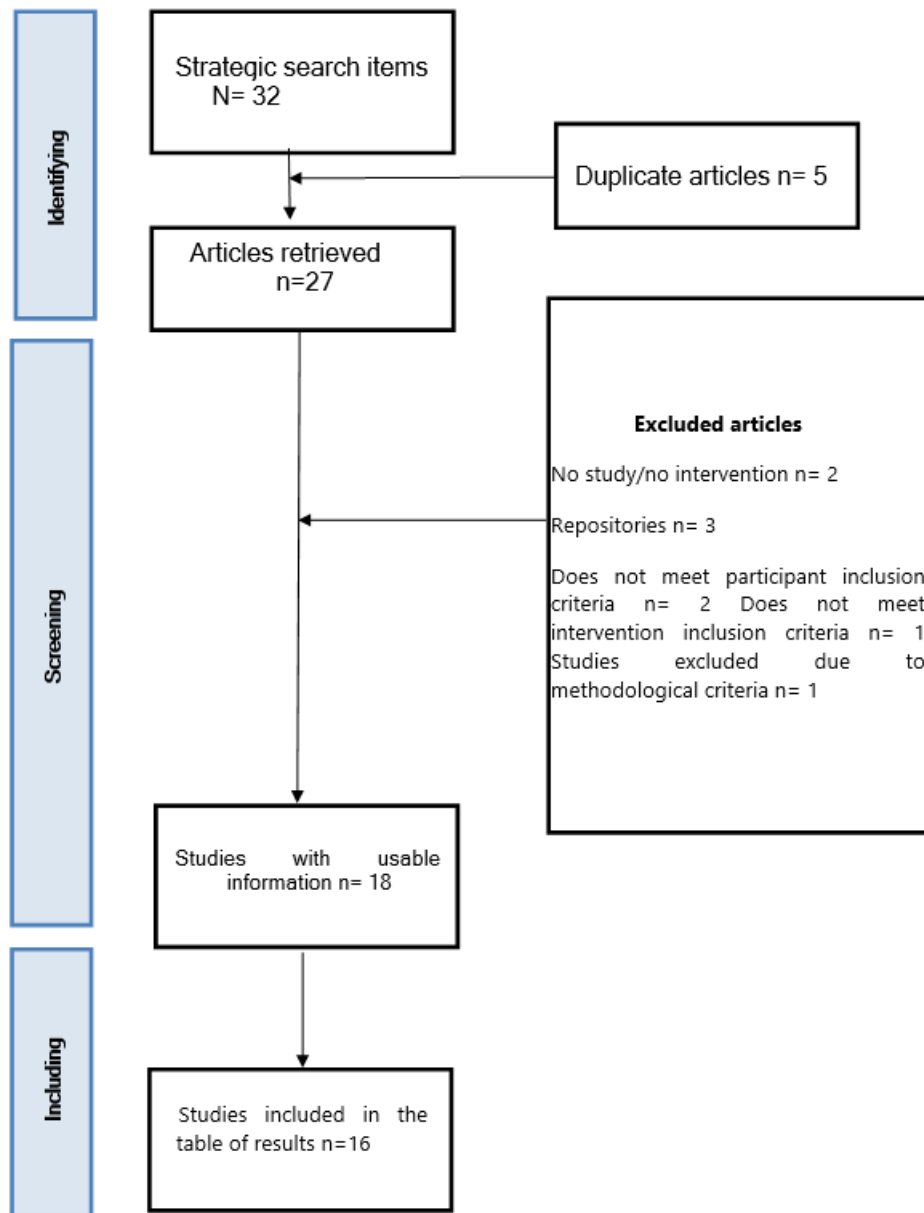 Identifying
Strategic search items
N= 32
Duplicate articles n= 5
Articles retrieved
n=27
Screening
Excluded articles
No study/no intervention n= 2
Repositories n= 3
Does not meet participant inclusion
criteria n= 2 Does not meet
intervention inclusion criteria n= 1
Studies excluded due to
methodological criteria n= 1
Studies with usable
information n= 18
Including
Studies included in the
table of results n=16